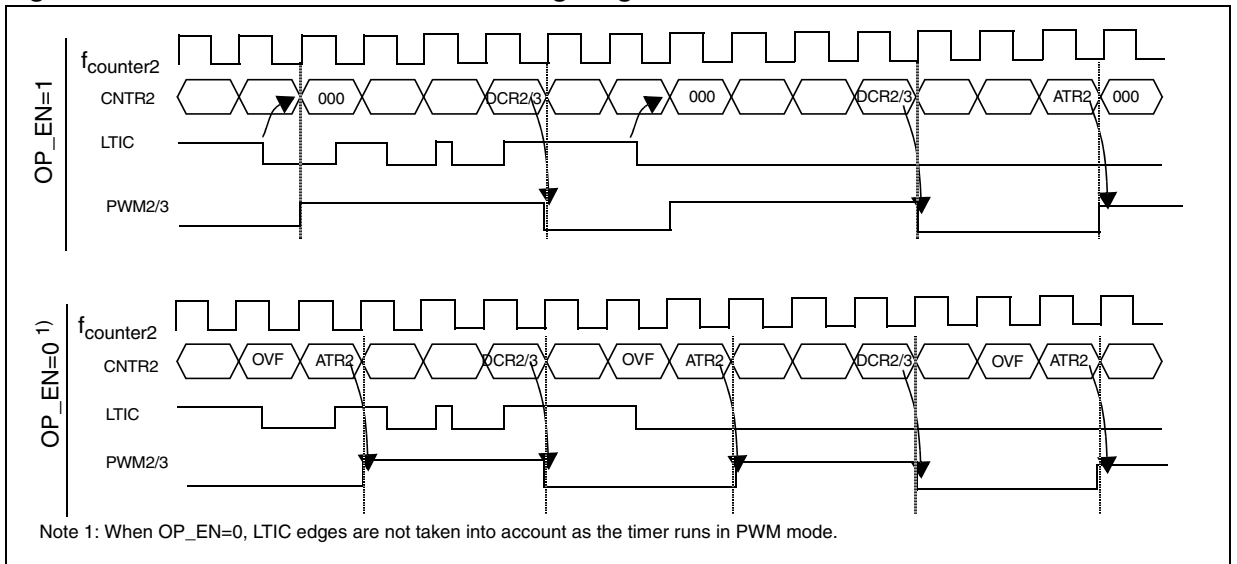 OP_EN=1
fcounter2
CNTR2
000
DCR2/3
000
DCR2/3
ATR2
000
LTIC
PWM2/3
OP_EN=0 1)
fcounter2
CNTR2
OVF
ATR2
DCR2/3
OVF
ATR2
DCR2/3
OVF
ATR2
LTIC
PWM2/3
Note 1: When OP_EN=0, LTIC edges are not taken into account as the timer runs in PWM mode.